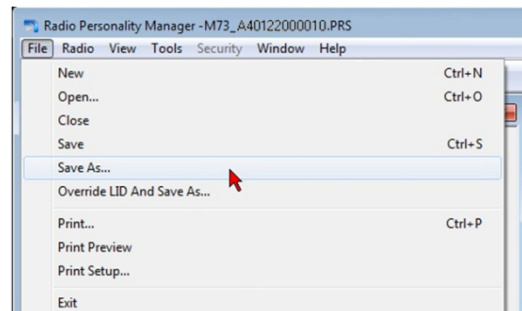 Radio Personality Manager -M73_A40122000010.PRS
File Radio View Tools Security Window Help
New Ctrl+N
Open... Ctrl+O
Close
Save Ctrl+S
Save As...
Override LID And Save As...
Print... Ctrl+P
Print Preview
Print Setup...
Exit